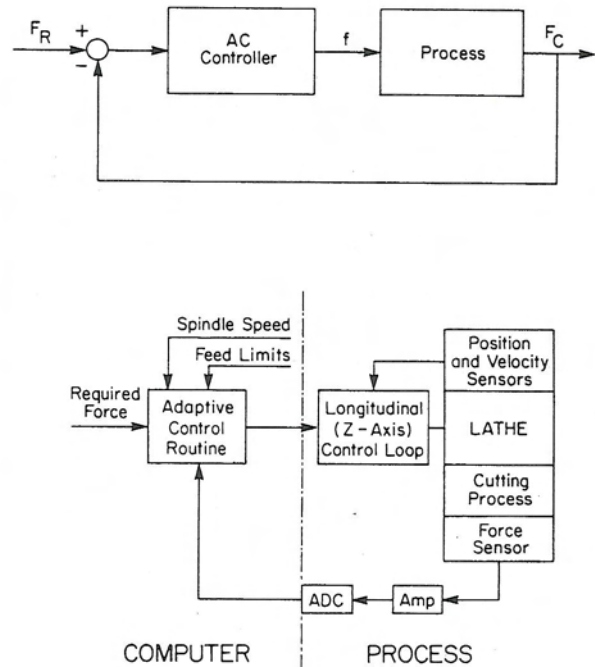 F_R
+
−
AC
Controller
f
Process
F_C
Spindle Speed
Feed Limits
Required
Force
Adaptive
Control
Routine
Longitudinal
(Z-Axis)
Control Loop
Position
and Velocity
Sensors
LATHE
Cutting
Process
Force
Sensor
ADC
Amp
COMPUTER
PROCESS